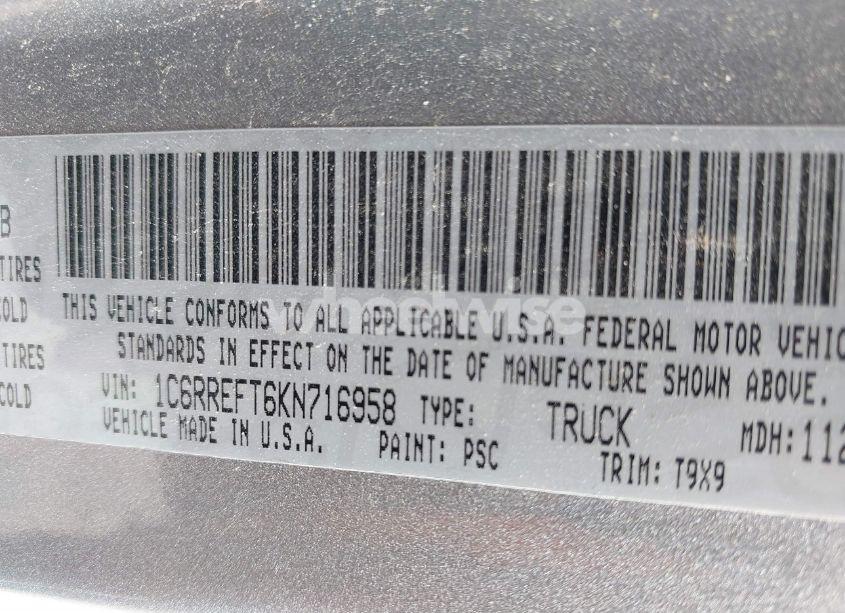 B
TIRES
COLD
TIRES
COLD
THIS VEHICLE CONFORMS TO ALL APPLICABLE U.S.A. FEDERAL MOTOR VEHIC
STANDARDS IN EFFECT ON THE DATE OF MANUFACTURE SHOWN ABOVE.
VIN: 1C6RREFT6KN716958 TYPE: TRUCK MDH:112
VEHICLE MADE IN U.S.A. PAINT: PSC TRIM: T9X9
wheelwise